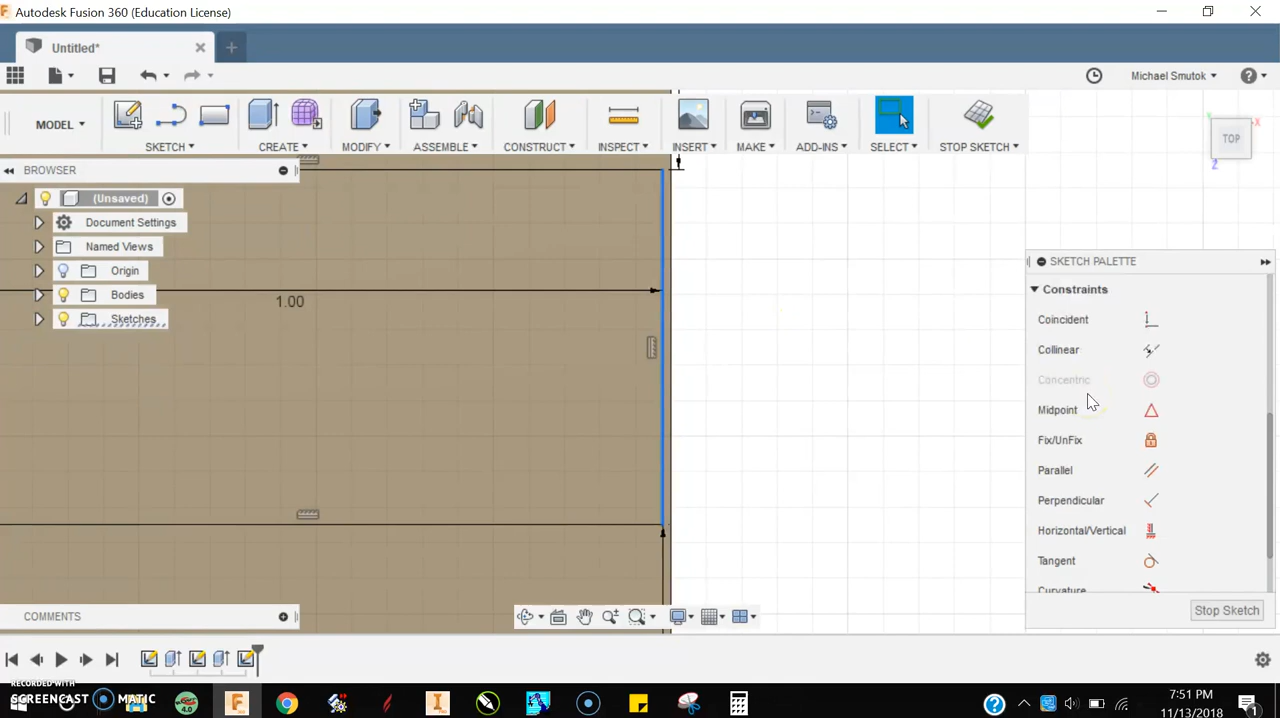 Autodesk Fusion 360 (Education License)
Untitled*
Michael Smutok
MODEL
SKETCH
CREATE
MODIFY
ASSEMBLE
CONSTRUCT
INSPECT
INSERT
MAKE
ADD-INS
SELECT
STOP SKETCH
TOP
X
Y
Z
BROWSER
(Unsaved)
Document Settings
Named Views
Origin
Bodies
Sketches
1.00
SKETCH PALETTE
Constraints
Coincident
Collinear
Concentric
Midpoint
Fix/UnFix
Parallel
Perpendicular
Horizontal/Vertical
Tangent
Curvature
Stop Sketch
COMMENTS
RECORDED WITH
SCREENCAST MATIC
4.0
7:51 PM
11/13/2018
1